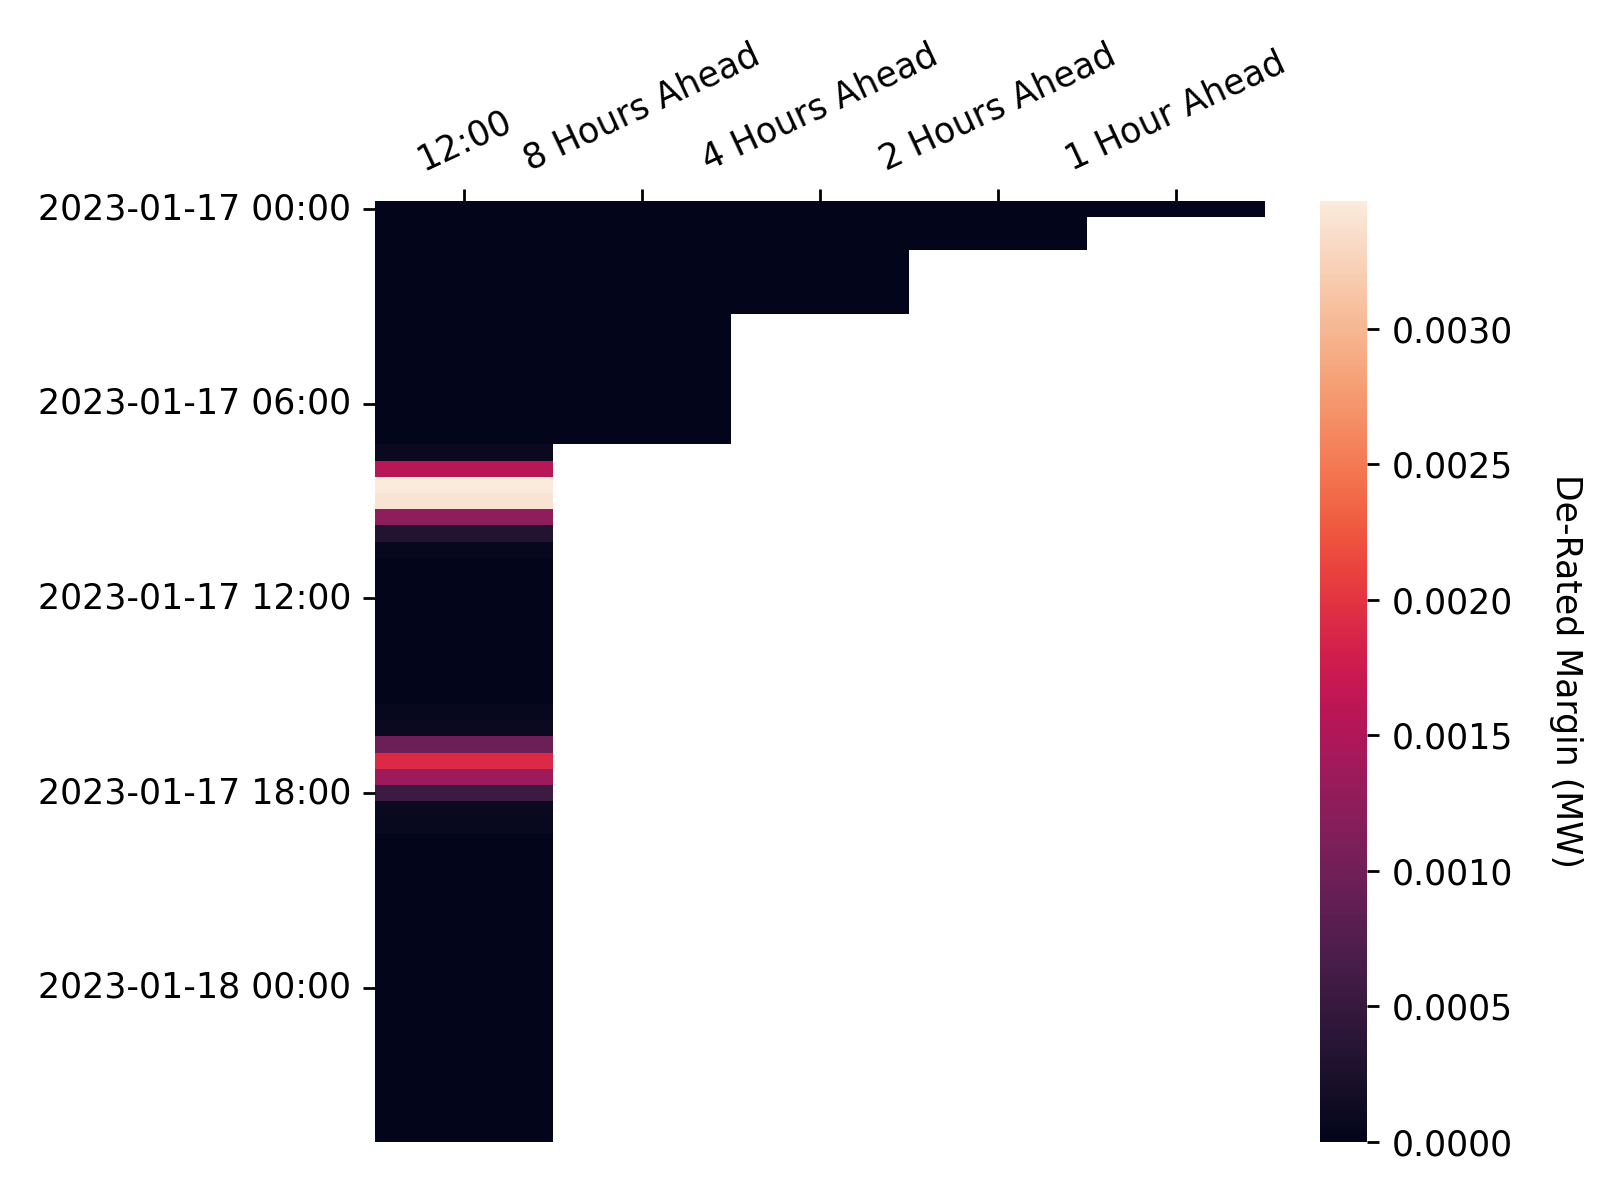 12:00
8 Hours Ahead
4 Hours Ahead
2 Hours Ahead
1 Hour Ahead
2023-01-17 00:00
2023-01-17 06:00
2023-01-17 12:00
2023-01-17 18:00
2023-01-18 00:00
0.0030
0.0025
0.0020
0.0015
0.0010
0.0005
0.0000
De-Rated Margin (MW)